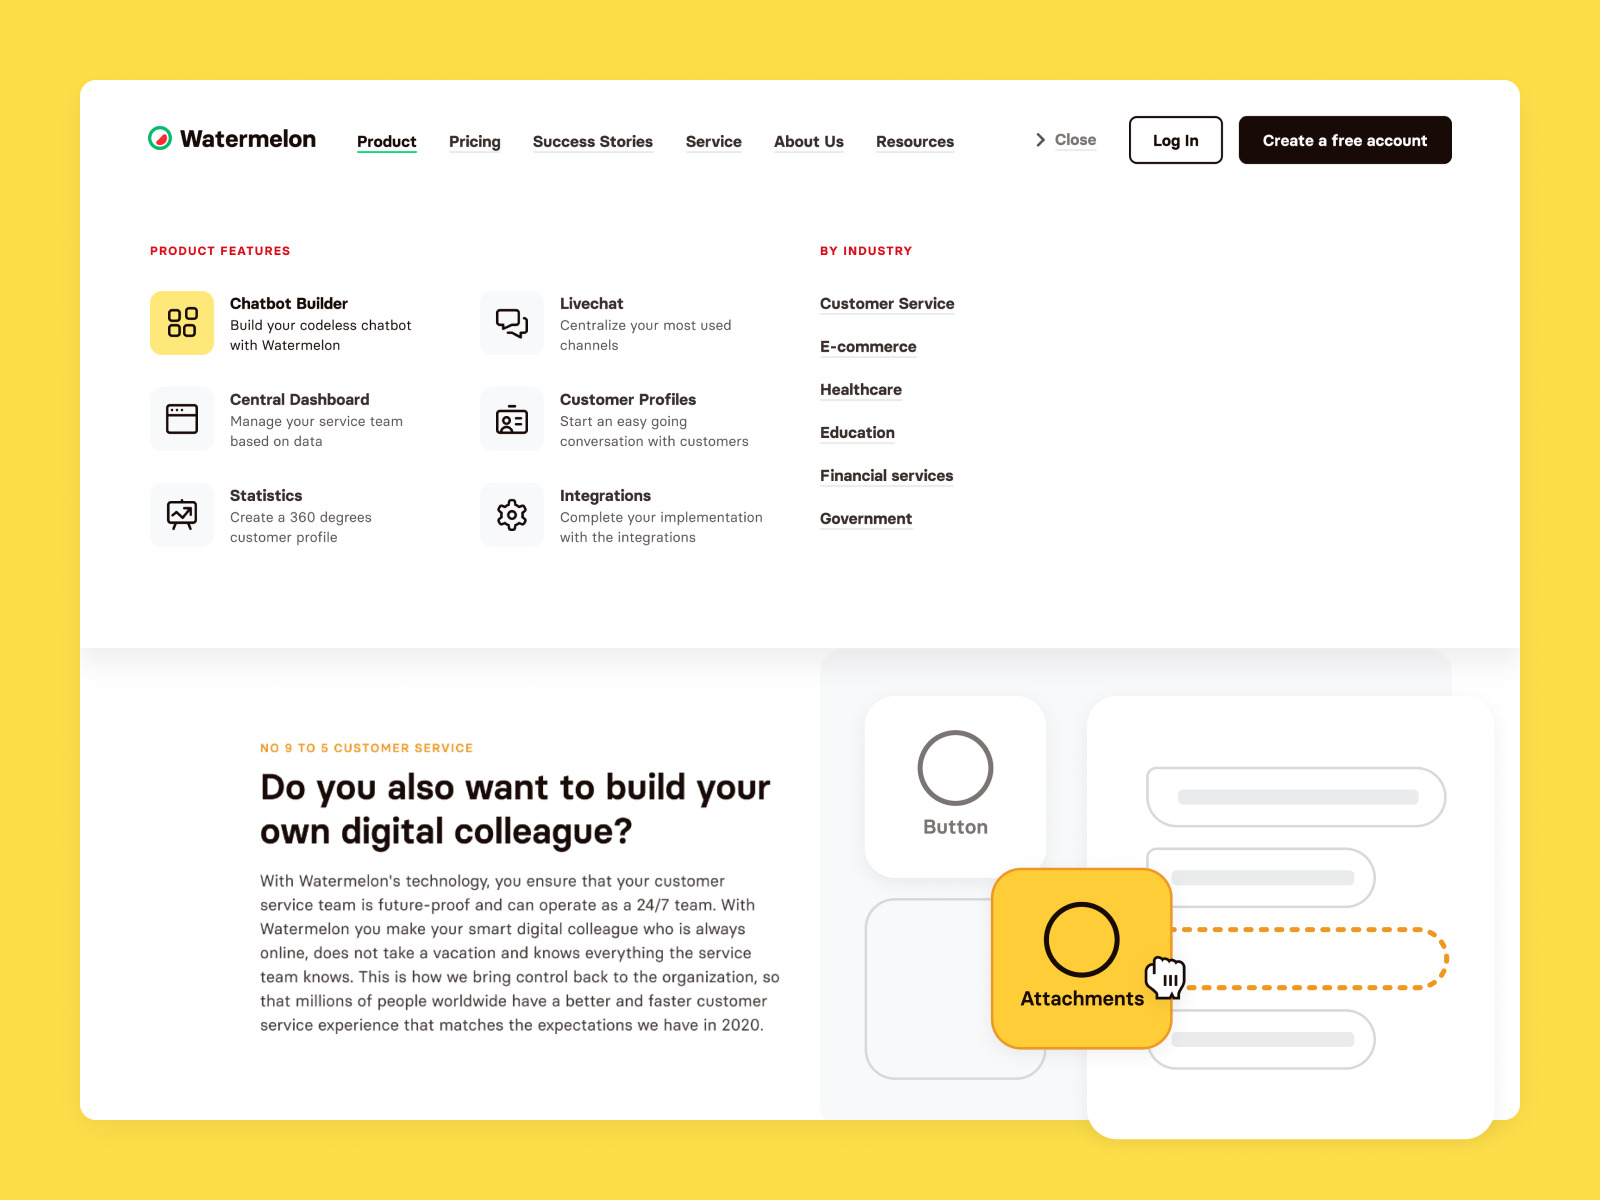 Watermelon
Product
Pricing
Success Stories
Service
About Us
Resources
Close
Log In
Create a free account
PRODUCT FEATURES
Chatbot Builder
Build your codeless chatbot
with Watermelon
Livechat
Centralize your most used
channels
Central Dashboard
Manage your service team
based on data
Customer Profiles
Start an easy going
conversation with customers
Statistics
Create a 360 degrees
customer profile
Integrations
Complete your implementation
with the integrations
BY INDUSTRY
Customer Service
E-commerce
Healthcare
Education
Financial services
Government
NO 9 TO 5 CUSTOMER SERVICE
Do you also want to build your
own digital colleague?
With Watermelon's technology, you ensure that your customer
service team is future-proof and can operate as a 24/7 team. With
Watermelon you make your smart digital colleague who is always
online, does not take a vacation and knows everything the service
team knows. This is how we bring control back to the organization, so
that millions of people worldwide have a better and faster customer
service experience that matches the expectations we have in 2020.
Button
Attachments